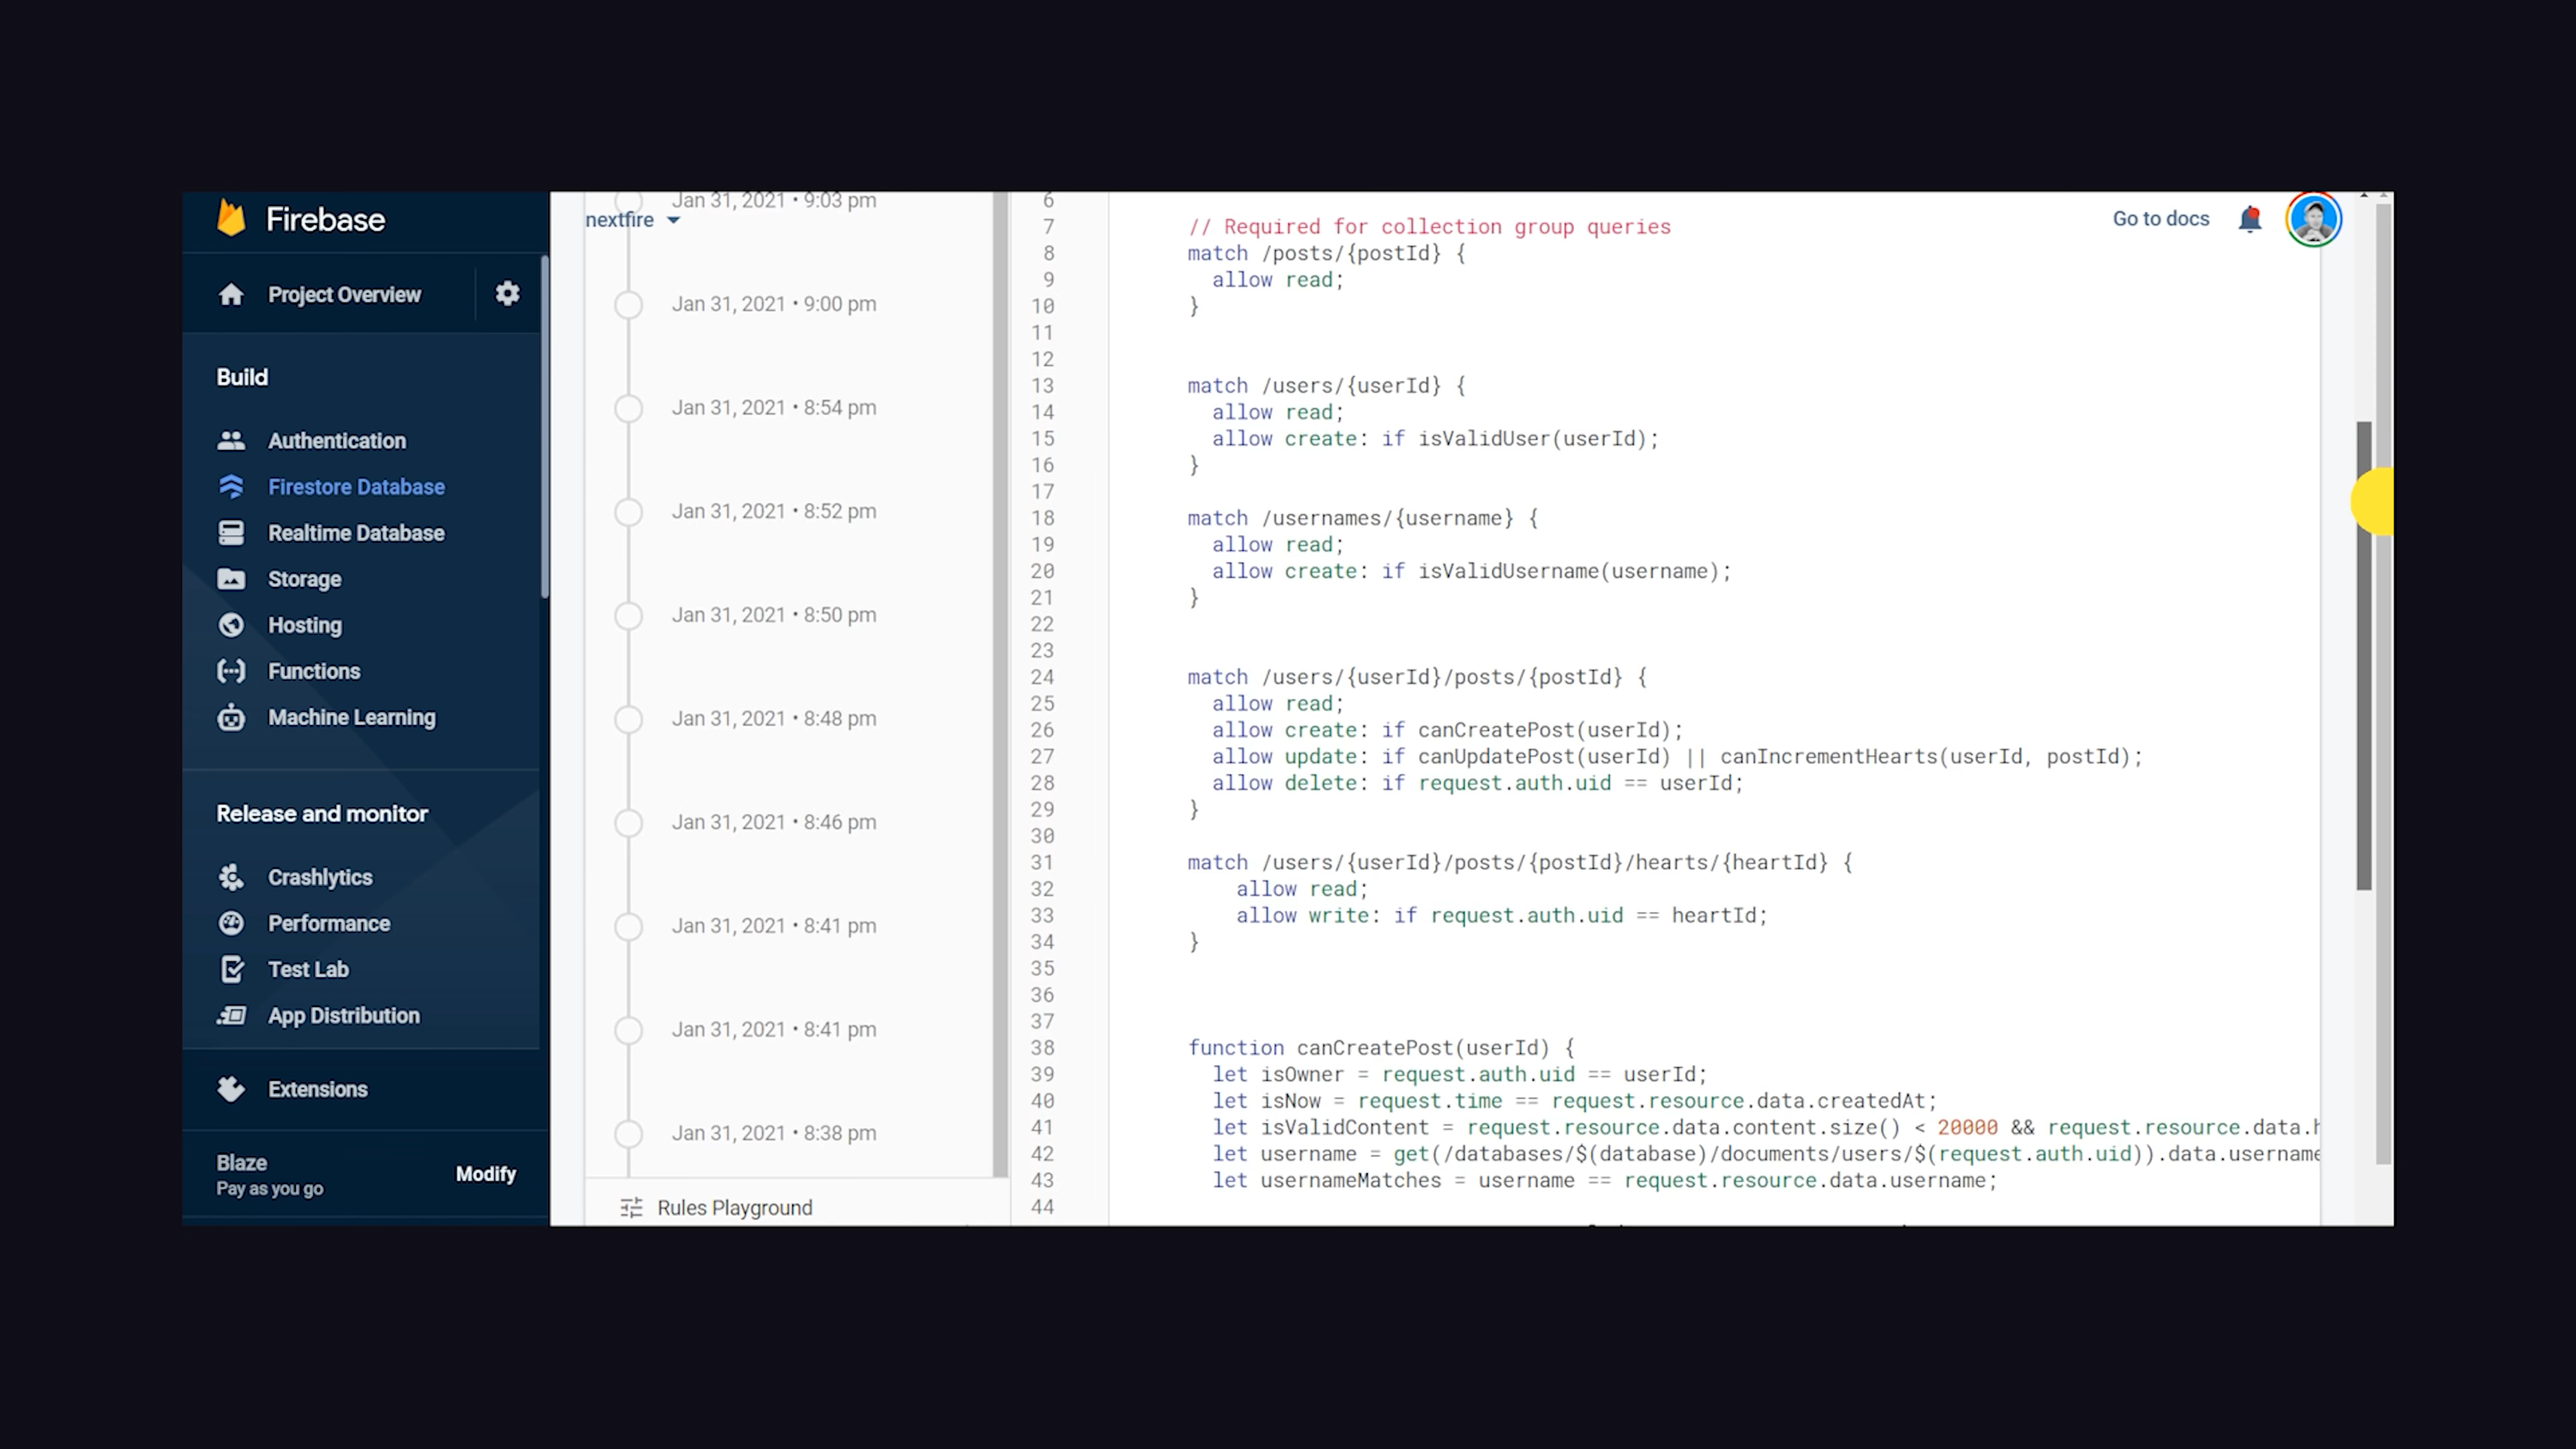 Firebase
Project Overview
Build
Authentication
Firestore Database
Realtime Database
Storage
Hosting
Functions
Machine Learning
Release and monitor
Crashlytics
Performance
Test Lab
App Distribution
Extensions
Blaze
Pay as you go
Modify
nextfire
Jan 31, 2021 • 9:03 pm
Jan 31, 2021 • 9:00 pm
Jan 31, 2021 • 8:54 pm
Jan 31, 2021 • 8:52 pm
Jan 31, 2021 • 8:50 pm
Jan 31, 2021 • 8:48 pm
Jan 31, 2021 • 8:46 pm
Jan 31, 2021 • 8:41 pm
Jan 31, 2021 • 8:41 pm
Jan 31, 2021 • 8:38 pm
Rules Playground
Go to docs
6
7 // Required for collection group queries
8 match /posts/{postId} {
9 allow read;
10 }
11
12
13 match /users/{userId} {
14 allow read;
15 allow create: if isValidUser(userId);
16 }
17
18 match /usernames/{username} {
19 allow read;
20 allow create: if isValidUsername(username);
21 }
22
23
24 match /users/{userId}/posts/{postId} {
25 allow read;
26 allow create: if canCreatePost(userId);
27 allow update: if canUpdatePost(userId) || canIncrementHearts(userId, postId);
28 allow delete: if request.auth.uid == userId;
29 }
30
31 match /users/{userId}/posts/{postId}/hearts/{heartId} {
32 allow read;
33 allow write: if request.auth.uid == heartId;
34 }
35
36
37
38 function canCreatePost(userId) {
39 let isOwner = request.auth.uid == userId;
40 let isNow = request.time == request.resource.data.createdAt;
41 let isValidContent = request.resource.data.content.size() < 20000 && request.resource.data.h
42 let username = get(/databases/$(database)/documents/users/$(request.auth.uid)).data.username
43 let usernameMatches = username == request.resource.data.username;
44